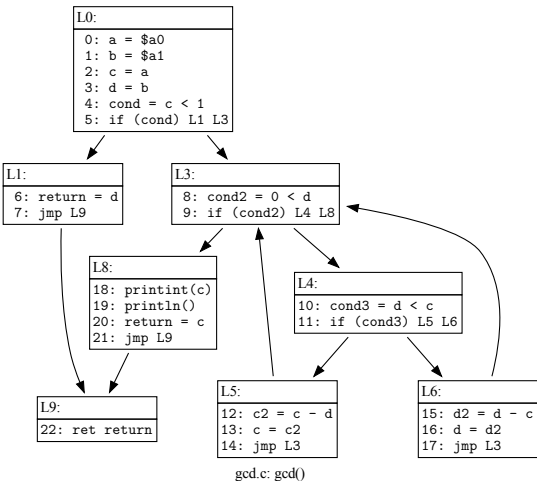 L0:
0: a = $a0
1: b = $a1
2: c = a
3: d = b
4: cond = c < 1
5: if (cond) L1 L3
L1:
6: return = d
7: jmp L9
L3:
8: cond2 = 0 < d
9: if (cond2) L4 L8
L8:
18: printint(c)
19: println()
20: return = c
21: jmp L9
L4:
10: cond3 = d < c
11: if (cond3) L5 L6
L9:
22: ret return
L5:
12: c2 = c - d
13: c = c2
14: jmp L3
L6:
15: d2 = d - c
16: d = d2
17: jmp L3
gcd.c: gcd()